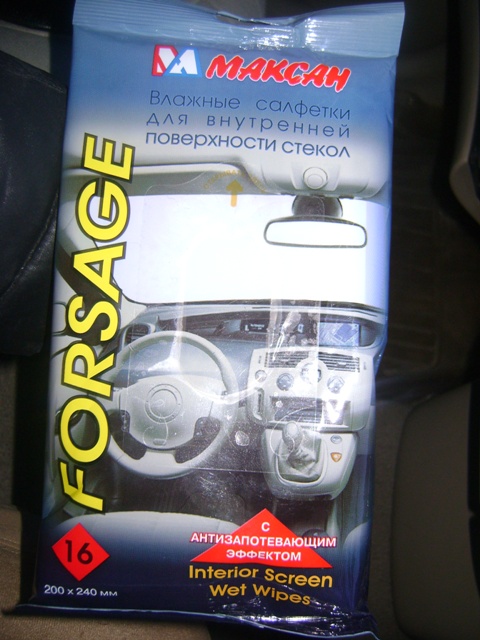 МАКСАН
Влажные салфетки
для внутренней
поверхности стекол
FORSAGE
С
АНТИЗАПОТЕВАЮЩИМ
ЭФФЕКТОМ
16
200 x 240 мм
Interior Screen
Wet Wipes